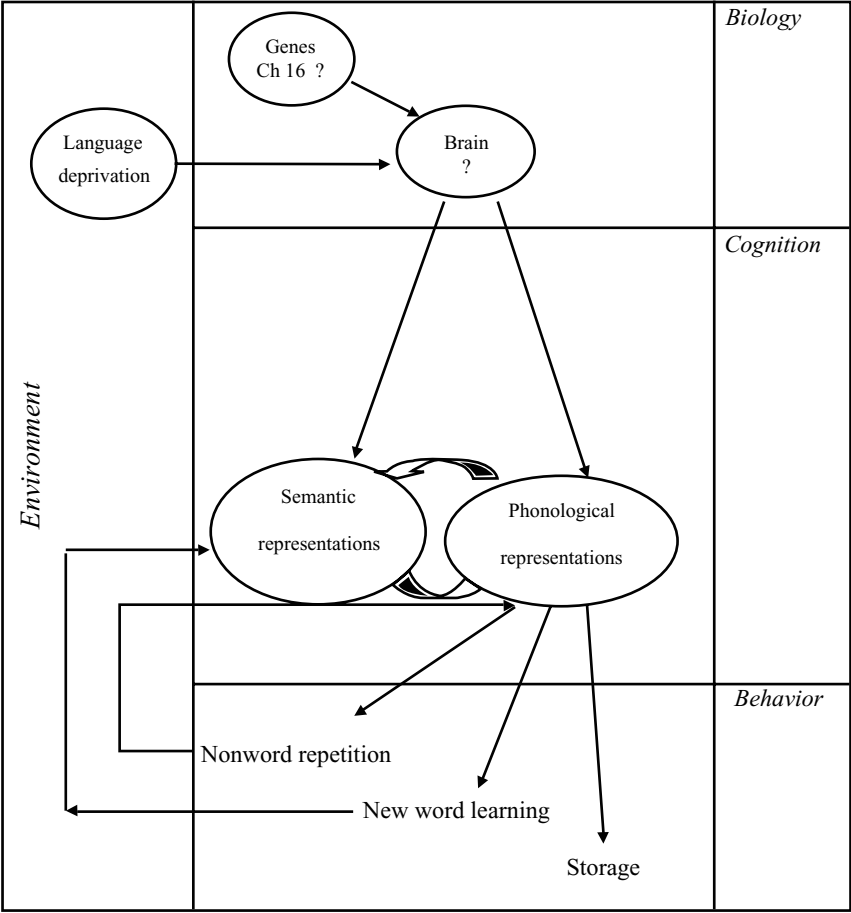 Biology
Genes
Ch 16 ?
Language
deprivation
Brain
?
Cognition
Environment
Semantic
representations
Phonological
representations
Behavior
Nonword repetition
New word learning
Storage